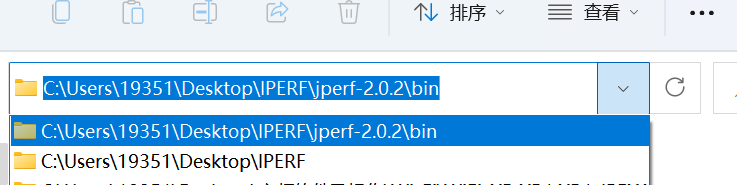 排序 查看
C:\Users\19351\Desktop\IPERF\jperf-2.0.2\bin
C:\Users\19351\Desktop\IPERF\jperf-2.0.2\bin
C:\Users\19351\Desktop\IPERF